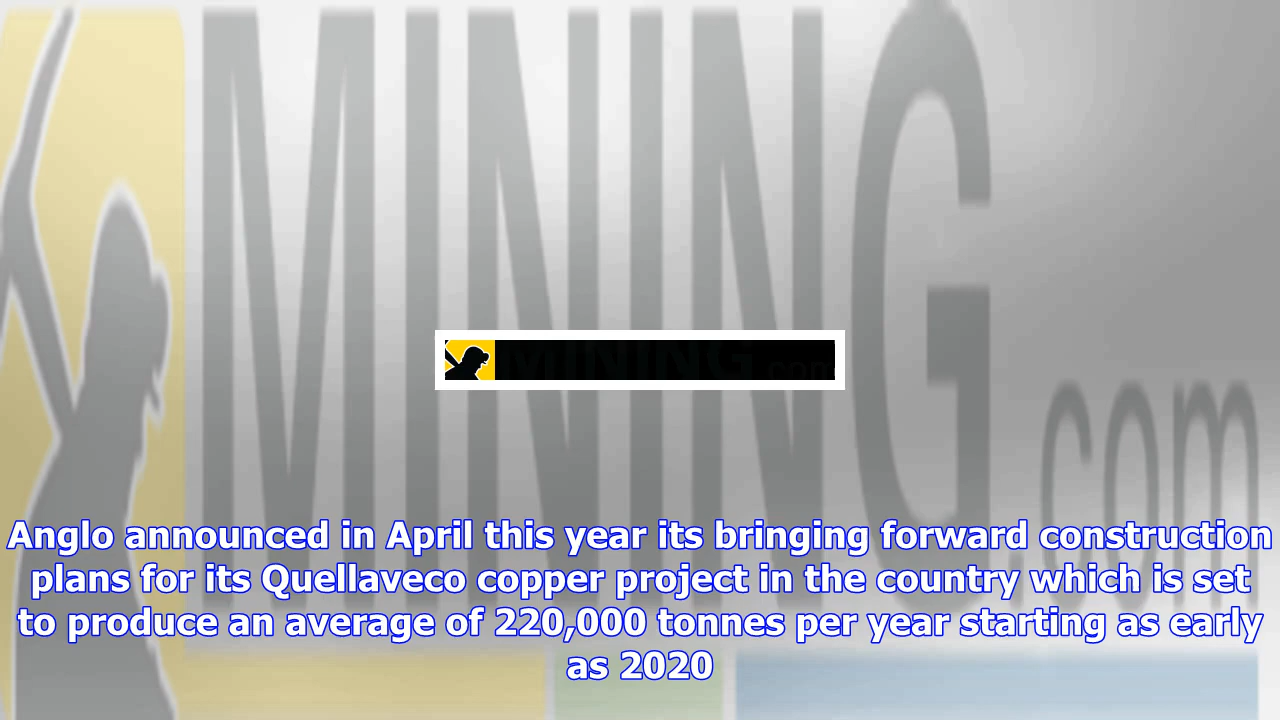 MINING.com
MINING.com
Anglo announced in April this year its bringing forward construction
plans for its Quellaveco copper project in the country which is set
to produce an average of 220,000 tonnes per year starting as early
as 2020